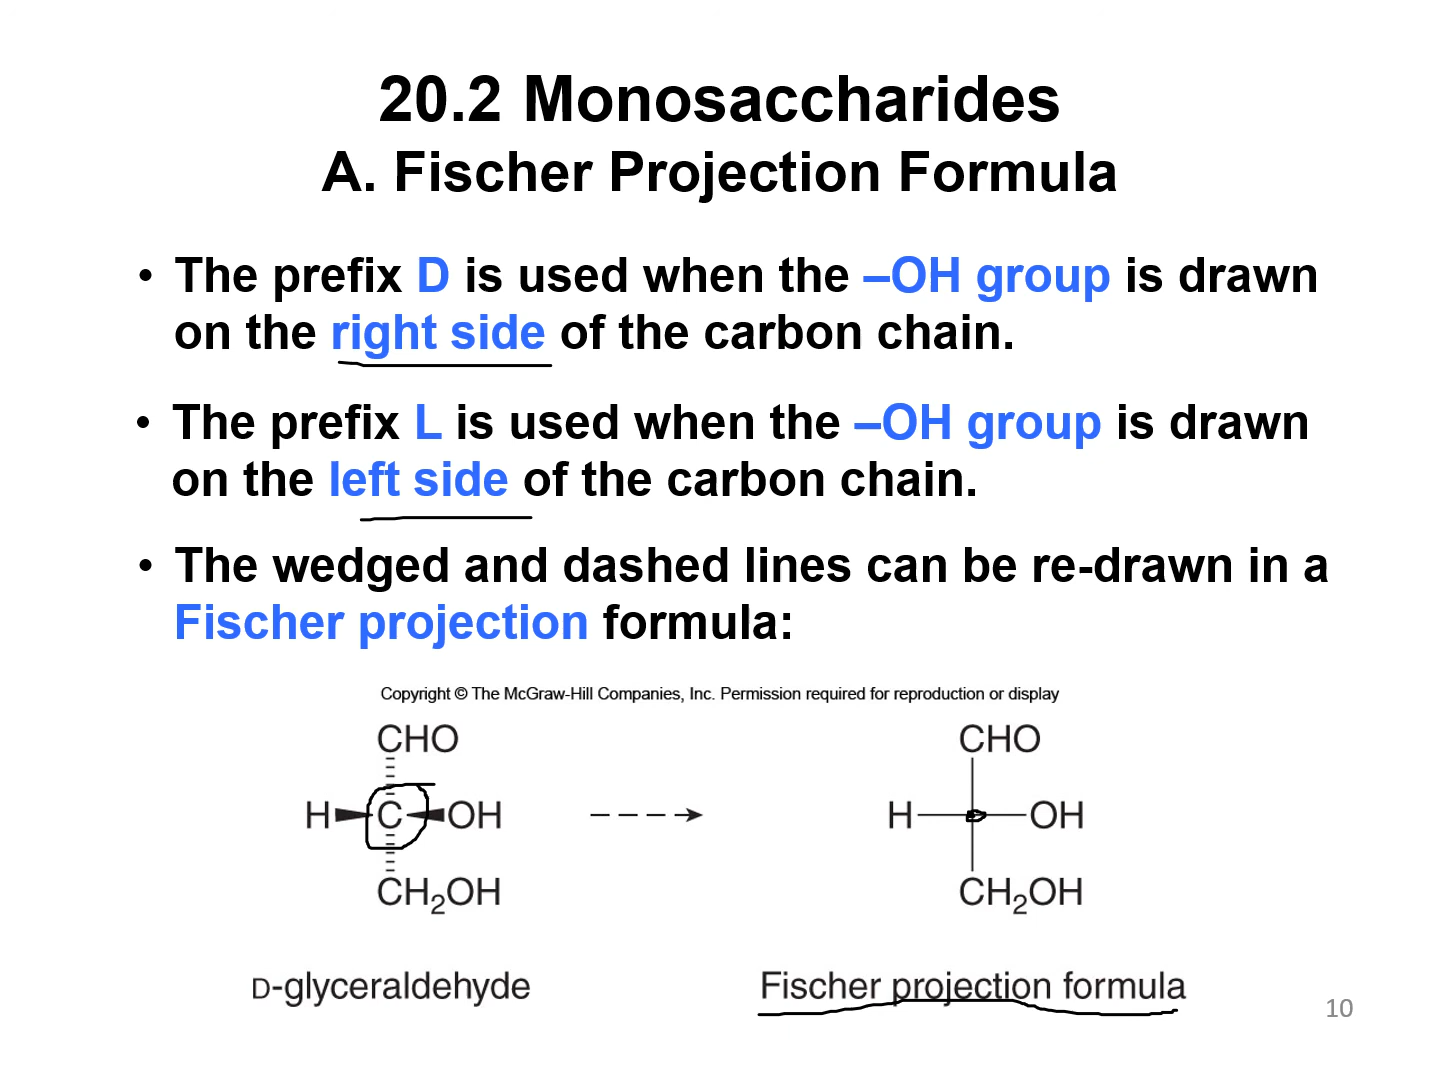 20.2 Monosaccharides
A. Fischer Projection Formula
• The prefix D is used when the –OH group is drawn
on the right side of the carbon chain.
• The prefix L is used when the –OH group is drawn
on the left side of the carbon chain.
• The wedged and dashed lines can be re-drawn in a
Fischer projection formula:
Copyright © The McGraw-Hill Companies, Inc. Permission required for reproduction or display
CHO CHO
H C OH H OH
CH₂OH CH₂OH
D-glyceraldehyde Fischer projection formula
10